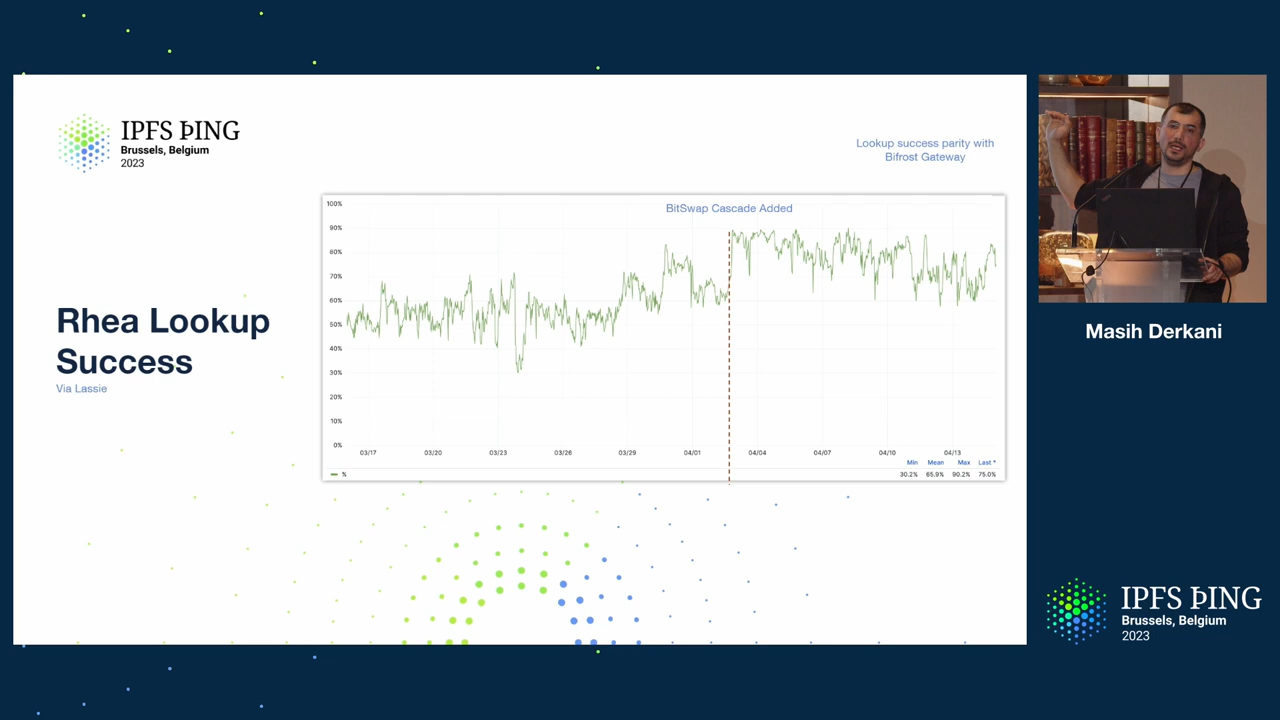 IPFS ÞING
Brussels, Belgium
2023
Lookup success parity with
Bifrost Gateway
Rhea Lookup
Success
Via Lassie
BitSwap Cascade Added
100%
90%
80%
70%
60%
50%
40%
30%
20%
10%
0%
03/17 03/20 03/23 03/26 03/29 04/01 04/04 04/07 04/10 04/13
Min Mean Max Last *
% 30.2% 65.9% 90.2% 75.0%
Masih Derkani
IPFS ÞING
Brussels, Belgium
2023